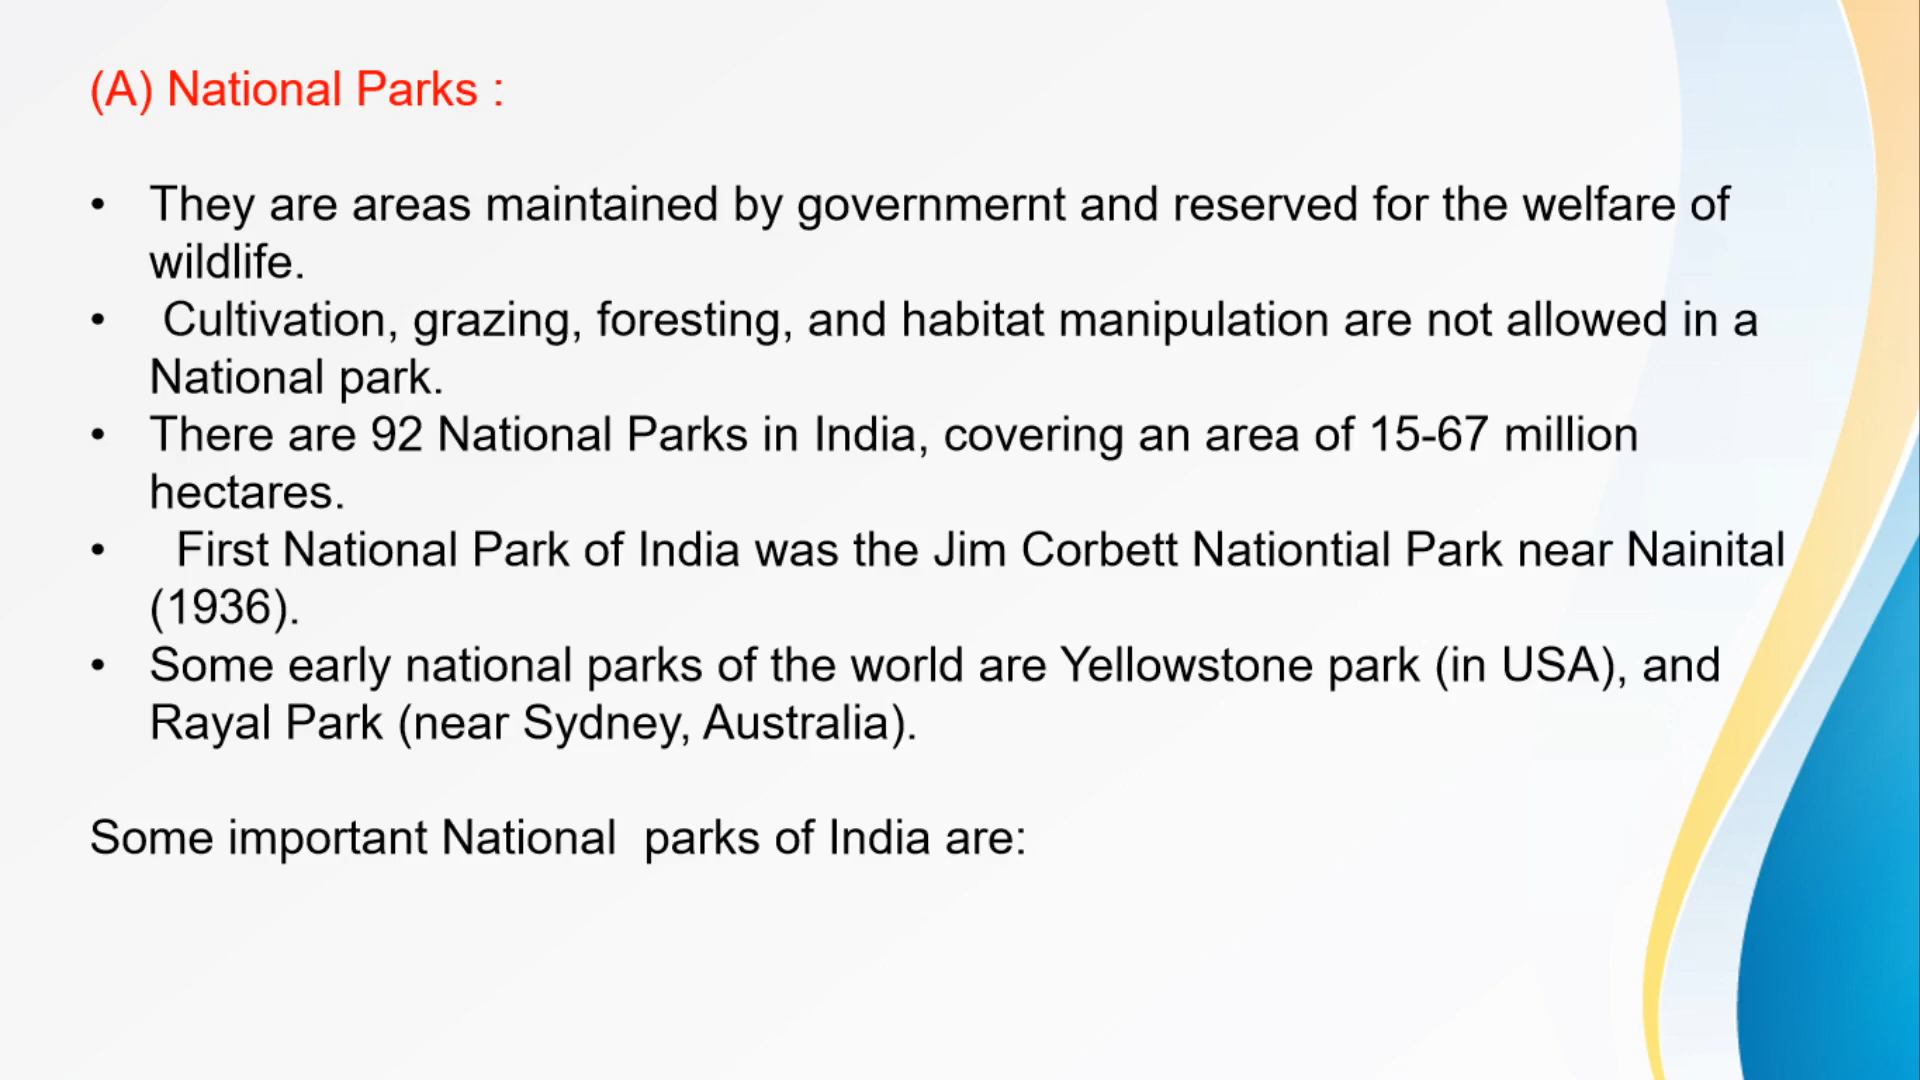 (A) National Parks :
• They are areas maintained by governmernt and reserved for the welfare of
wildlife.
• Cultivation, grazing, foresting, and habitat manipulation are not allowed in a
National park.
• There are 92 National Parks in India, covering an area of 15-67 million
hectares.
• First National Park of India was the Jim Corbett Nationtial Park near Nainital
(1936).
• Some early national parks of the world are Yellowstone park (in USA), and
Rayal Park (near Sydney, Australia).
Some important National parks of India are: